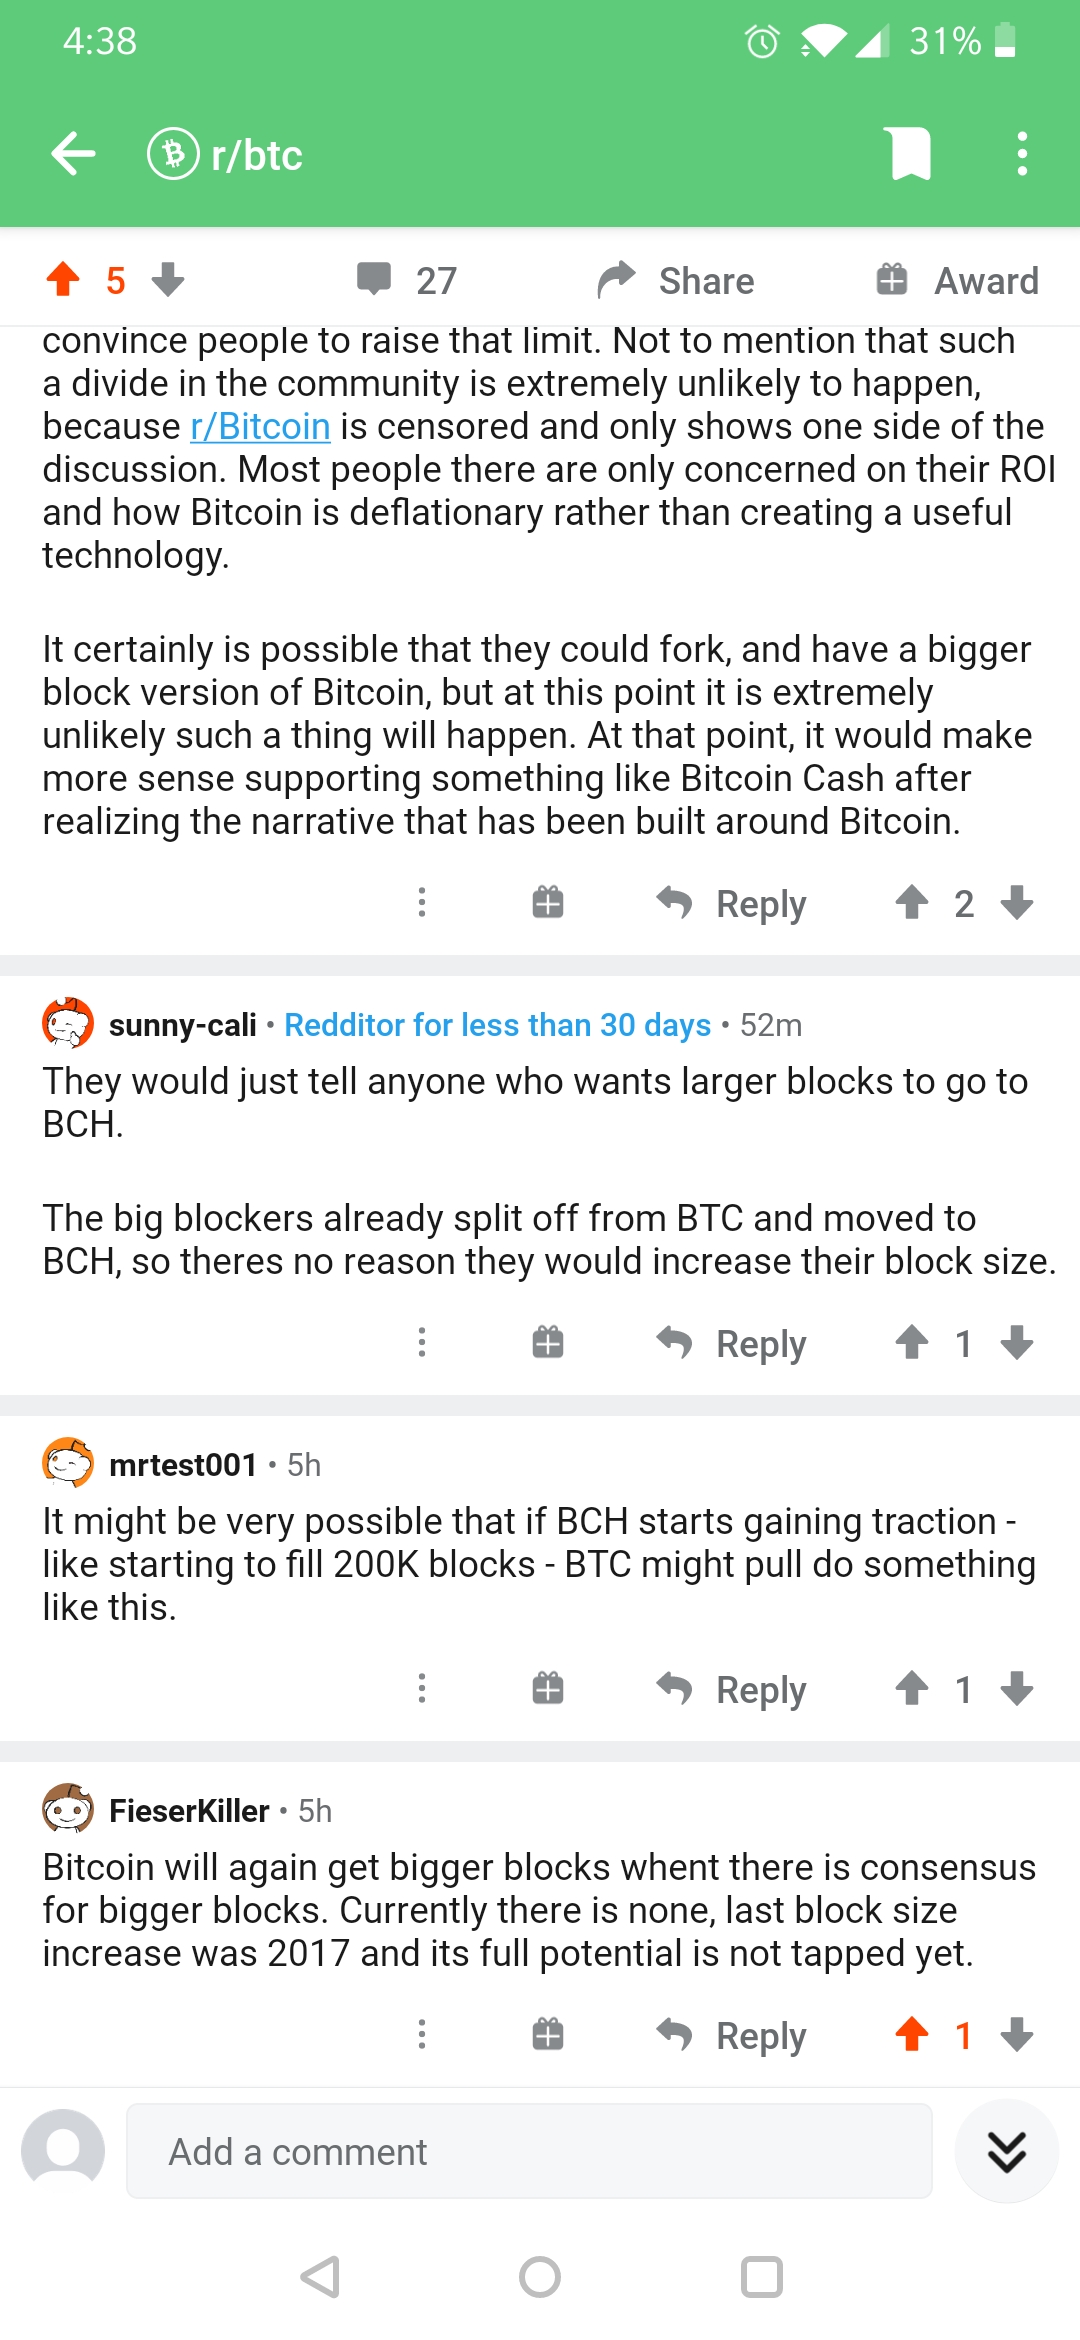 4:38
31%
r/btc
5
27
Share
Award
convince people to raise that limit. Not to mention that such
a divide in the community is extremely unlikely to happen,
because r/Bitcoin is censored and only shows one side of the
discussion. Most people there are only concerned on their ROI
and how Bitcoin is deflationary rather than creating a useful
technology.
It certainly is possible that they could fork, and have a bigger
block version of Bitcoin, but at this point it is extremely
unlikely such a thing will happen. At that point, it would make
more sense supporting something like Bitcoin Cash after
realizing the narrative that has been built around Bitcoin.
Reply 2
sunny-cali • Redditor for less than 30 days • 52m
They would just tell anyone who wants larger blocks to go to
BCH.
The big blockers already split off from BTC and moved to
BCH, so theres no reason they would increase their block size.
Reply 1
mrtest001 • 5h
It might be very possible that if BCH starts gaining traction -
like starting to fill 200K blocks - BTC might pull do something
like this.
Reply 1
FieserKiller • 5h
Bitcoin will again get bigger blocks whent there is consensus
for bigger blocks. Currently there is none, last block size
increase was 2017 and its full potential is not tapped yet.
Reply 1
Add a comment